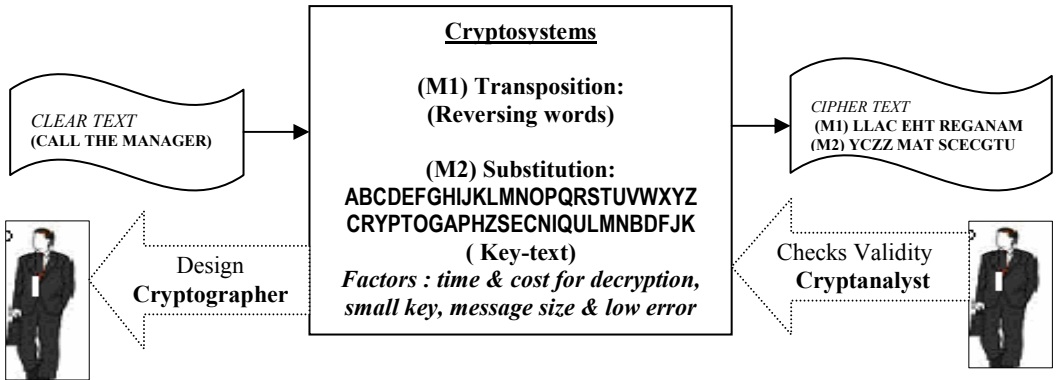 CLEAR TEXT
(CALL THE MANAGER)
Cryptosystems
(M1) Transposition:
(Reversing words)
(M2) Substitution:
ABCDEFGHIJKLMNOPQRSTUVWXYZ
CRYPTOGAPHZSECNIQULMNBDFJK
( Key-text)
Factors : time & cost for decryption,
small key, message size & low error
CIPHER TEXT
(M1) LLAC EHT REGANAM
(M2) YCZZ MAT SCECGTU
Design
Cryptographer
Checks Validity
Cryptanalyst